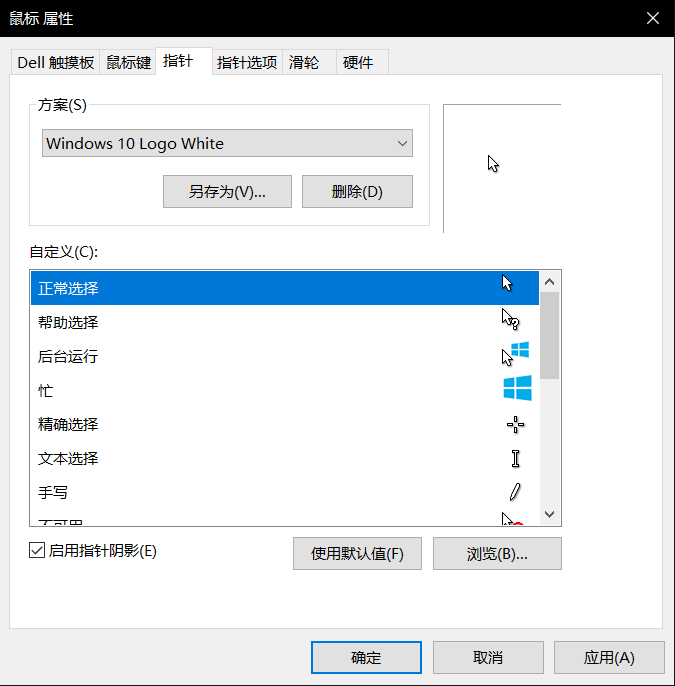 鼠标 属性
Dell 触摸板 鼠标键 指针 指针选项 滑轮 硬件
方案(S)
Windows 10 Logo White
另存为(V)... 删除(D)
自定义(C):
正常选择
帮助选择
后台运行
忙
精确选择
文本选择
手写
不可用
启用指针阴影(E) 使用默认值(F) 浏览(B)...
确定 取消 应用(A)